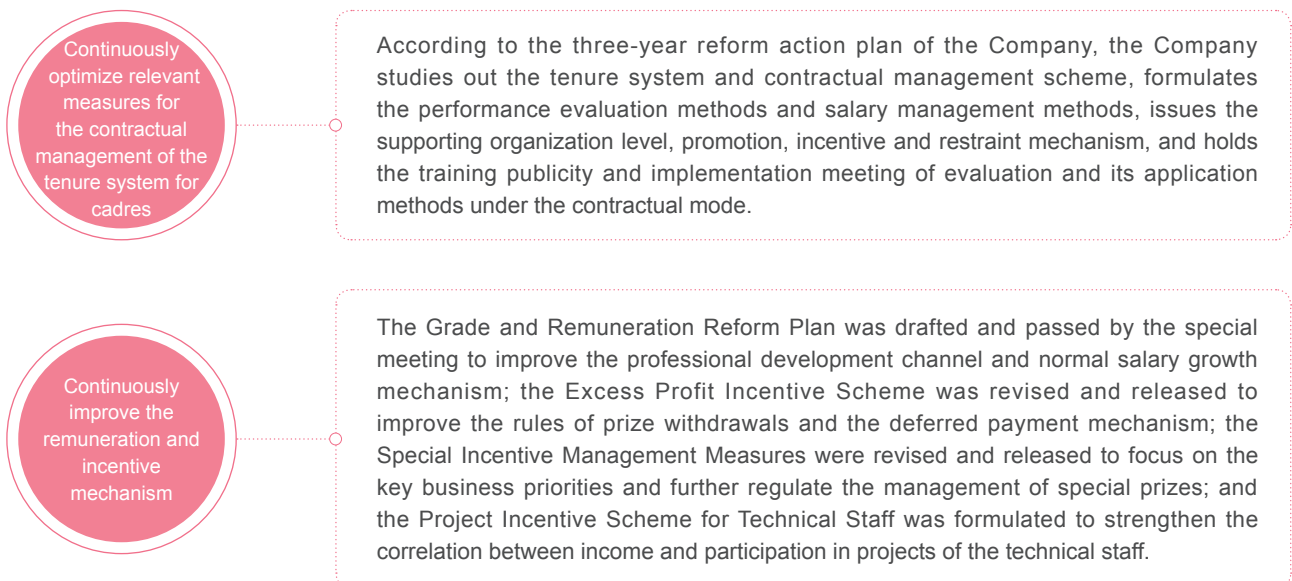 Continuously
optimize relevant
measures for
the contractual
management of the
tenure system for
cadres
According to the three-year reform action plan of the Company, the Company
studies out the tenure system and contractual management scheme, formulates
the performance evaluation methods and salary management methods, issues the
supporting organization level, promotion, incentive and restraint mechanism, and holds
the training publicity and implementation meeting of evaluation and its application
methods under the contractual mode.
Continuously
improve the
remuneration and
incentive
mechanism
The Grade and Remuneration Reform Plan was drafted and passed by the special
meeting to improve the professional development channel and normal salary growth
mechanism; the Excess Profit Incentive Scheme was revised and released to
improve the rules of prize withdrawals and the deferred payment mechanism; the
Special Incentive Management Measures were revised and released to focus on the
key business priorities and further regulate the management of special prizes; and
the Project Incentive Scheme for Technical Staff was formulated to strengthen the
correlation between income and participation in projects of the technical staff.